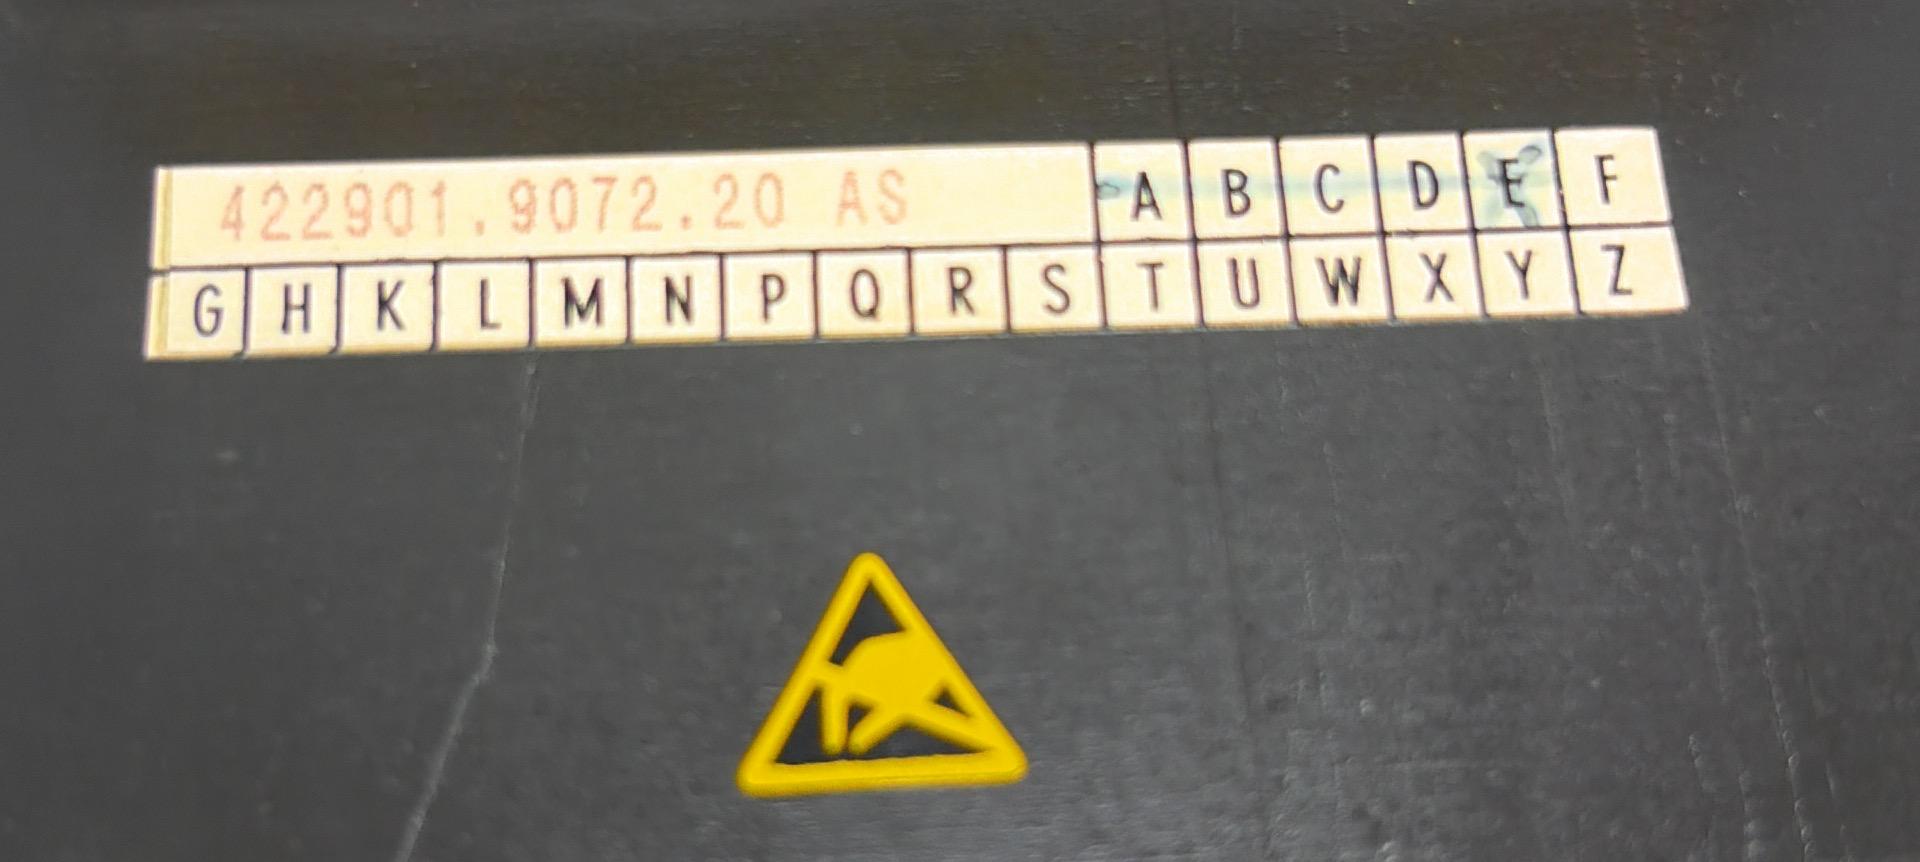 422901.9072.20 AS A B C D E F
G H K L M N P Q R S T U W X Y Z